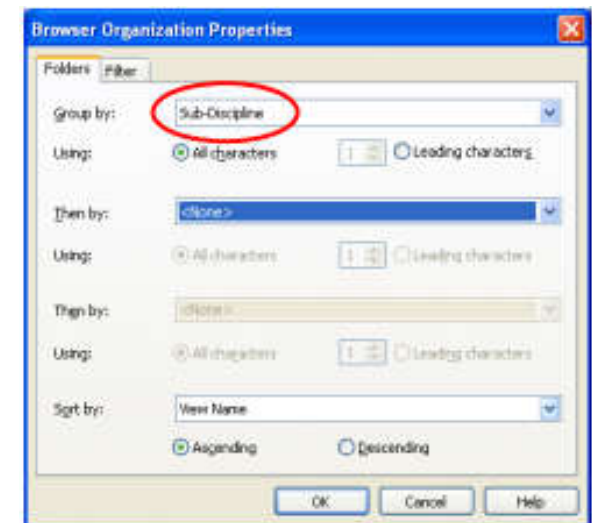 Browser Organization Properties
Folders Filter
Group by: Sub-Discipline
Using: All characters 1 Leading characters
Then by: <None>
Using: All characters 1 Leading characters
Then by: <None>
Using: All characters 1 Leading characters
Sort by: View Name
Ascending Descending
OK Cancel Help